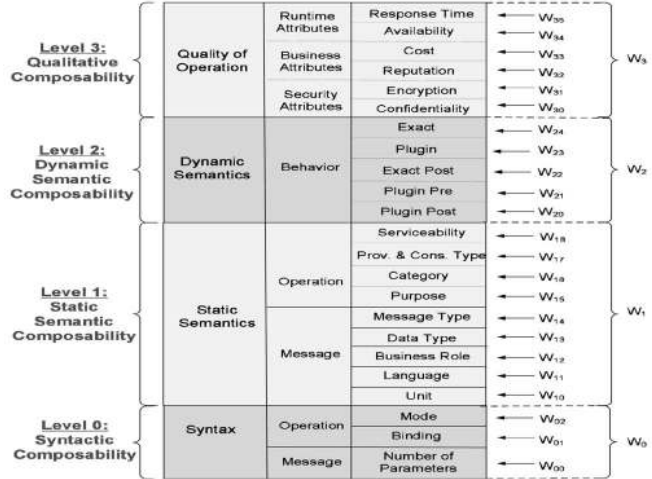 Level 3:
Qualitative
Composability
Quality of
Operation
Runtime
Attributes
Business
Attributes
Security
Attributes
Response Time
Availability
Cost
Reputation
Encryption
Confidentiality
W35
W34
W33
W32
W31
W30
W3
Level 2:
Dynamic
Semantic
Composability
Dynamic
Semantics
Behavior
Exact
Plugin
Exact Post
Plugin Pre
Plugin Post
W24
W23
W22
W21
W20
W2
Level 1:
Static
Semantic
Composability
Static
Semantics
Operation
Serviceability
Prov. & Cons. Type
Category
Purpose
Message
Message Type
Data Type
Business Role
Language
Unit
W18
W17
W16
W15
W14
W13
W12
W11
W10
W1
Level 0:
Syntactic
Composability
Syntax
Operation
Mode
Binding
Message
Number of
Parameters
W02
W01
W00
W0